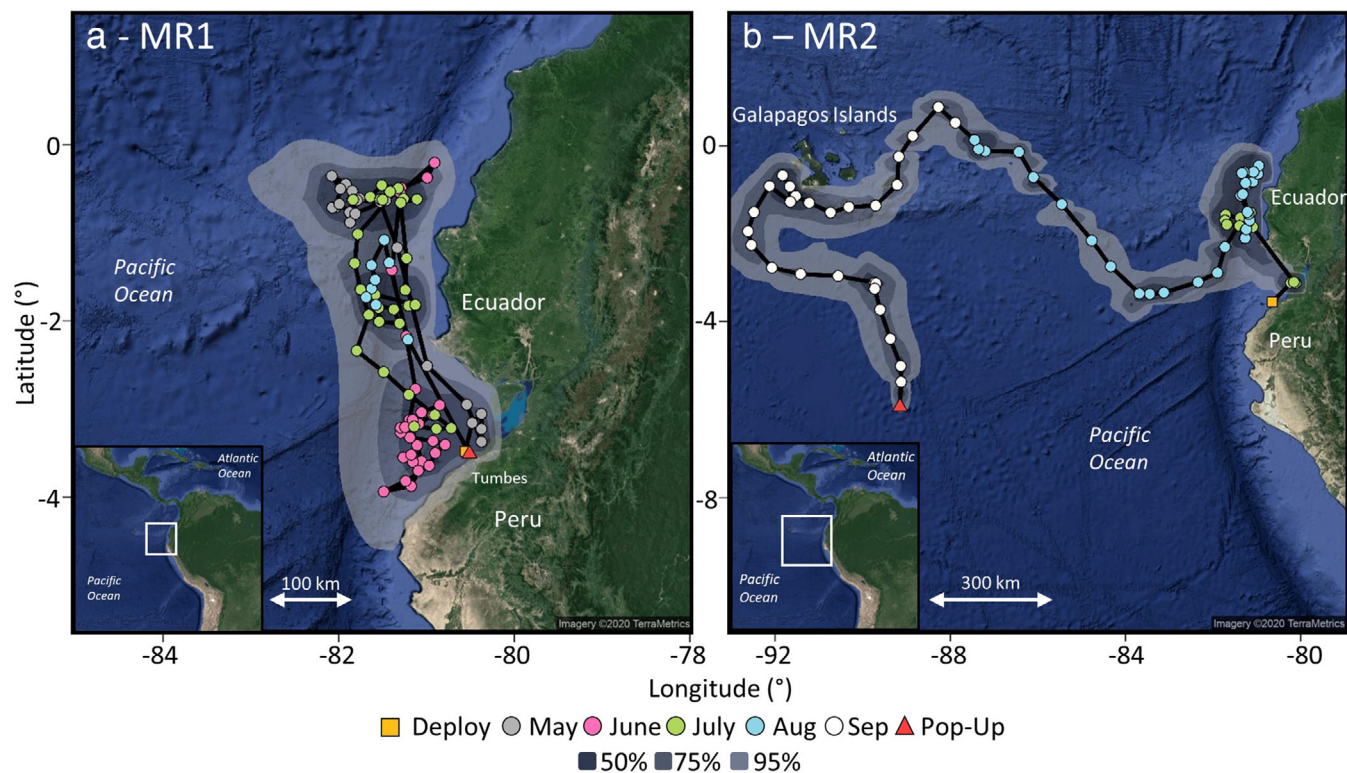 a - MR1
b – MR2
Galapagos Islands
0
-2
-4
Latitude (°)
Pacific
Ocean
Ecuador
Tumbes
Peru
Atlantic
Ocean
Pacific
Ocean
100 km
Imagery ©2020 TerraMetrics
-84
-82
-80
-78
0
-4
-8
Ecuador
Peru
Pacific
Ocean
Atlantic
Ocean
Pacific
Ocean
300 km
Imagery ©2020 TerraMetrics
-92
-88
-84
-80
Longitude (°)
Deploy May June July Aug Sep Pop-Up
50% 75% 95%